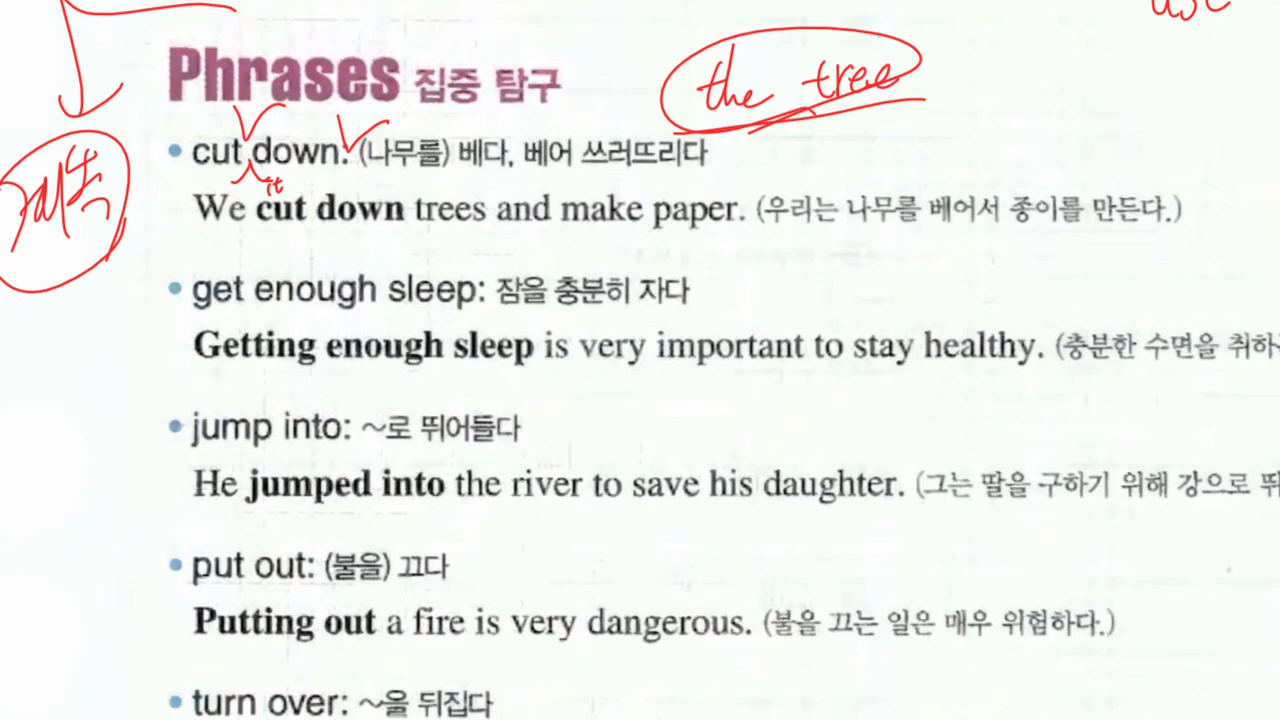 Phrases 집중 탐구
the tree
cut down: (나무를) 베다, 베어 쓰러뜨리다
it
We cut down trees and make paper. (우리는 나무를 베어서 종이를 만든다.)
get enough sleep: 잠을 충분히 자다
Getting enough sleep is very important to stay healthy. (충분한 수면을 취하
jump into: ~로 뛰어들다
He jumped into the river to save his daughter. (그는 딸을 구하기 위해 강으로 뛰
put out: (불을) 끄다
Putting out a fire is very dangerous. (불을 끄는 일은 매우 위험하다.)
turn over: ~을 뒤집다